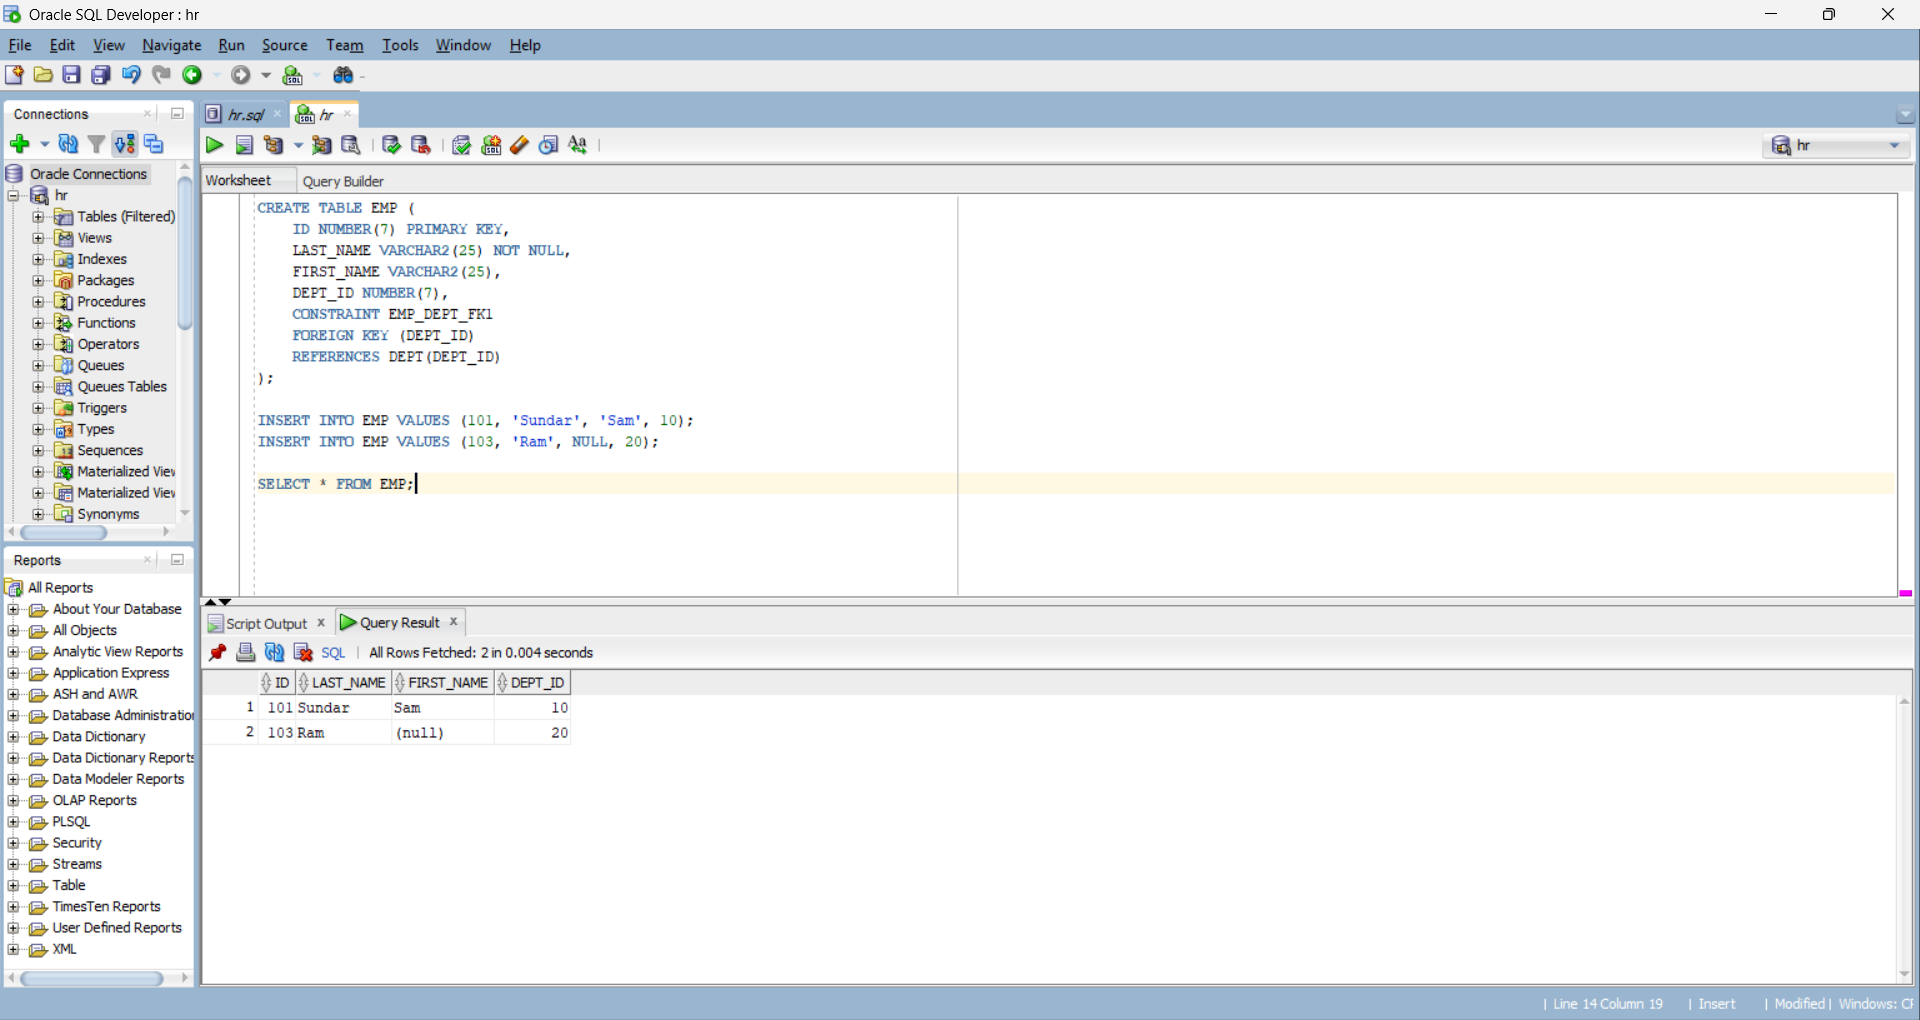 Oracle SQL Developer : hr
File Edit View Navigate Run Source Team Tools Window Help
Connections
hr.sql
hr
hr
Oracle Connections
hr
Tables (Filtered)
Views
Indexes
Packages
Procedures
Functions
Operators
Queues
Queues Tables
Triggers
Types
Sequences
Materialized View
Materialized View
Synonyms
Reports
All Reports
About Your Database
All Objects
Analytic View Reports
Application Express
ASH and AWR
Database Administration
Data Dictionary
Data Dictionary Reports
Data Modeler Reports
OLAP Reports
PLSQL
Security
Streams
Table
TimesTen Reports
User Defined Reports
XML
Worksheet Query Builder
CREATE TABLE EMP (
ID NUMBER(7) PRIMARY KEY,
LAST_NAME VARCHAR2(25) NOT NULL,
FIRST_NAME VARCHAR2(25),
DEPT_ID NUMBER(7),
CONSTRAINT EMP_DEPT_FK1
FOREIGN KEY (DEPT_ID)
REFERENCES DEPT(DEPT_ID)
);
INSERT INTO EMP VALUES (101, 'Sundar', 'Sam', 10);
INSERT INTO EMP VALUES (103, 'Ram', NULL, 20);
SELECT * FROM EMP;
Script Output x Query Result x
SQL | All Rows Fetched: 2 in 0.004 seconds
ID LAST_NAME FIRST_NAME DEPT_ID
1 101 Sundar Sam 10
2 103 Ram (null) 20
| Line 14 Column 19 | Insert | Modified | Windows: